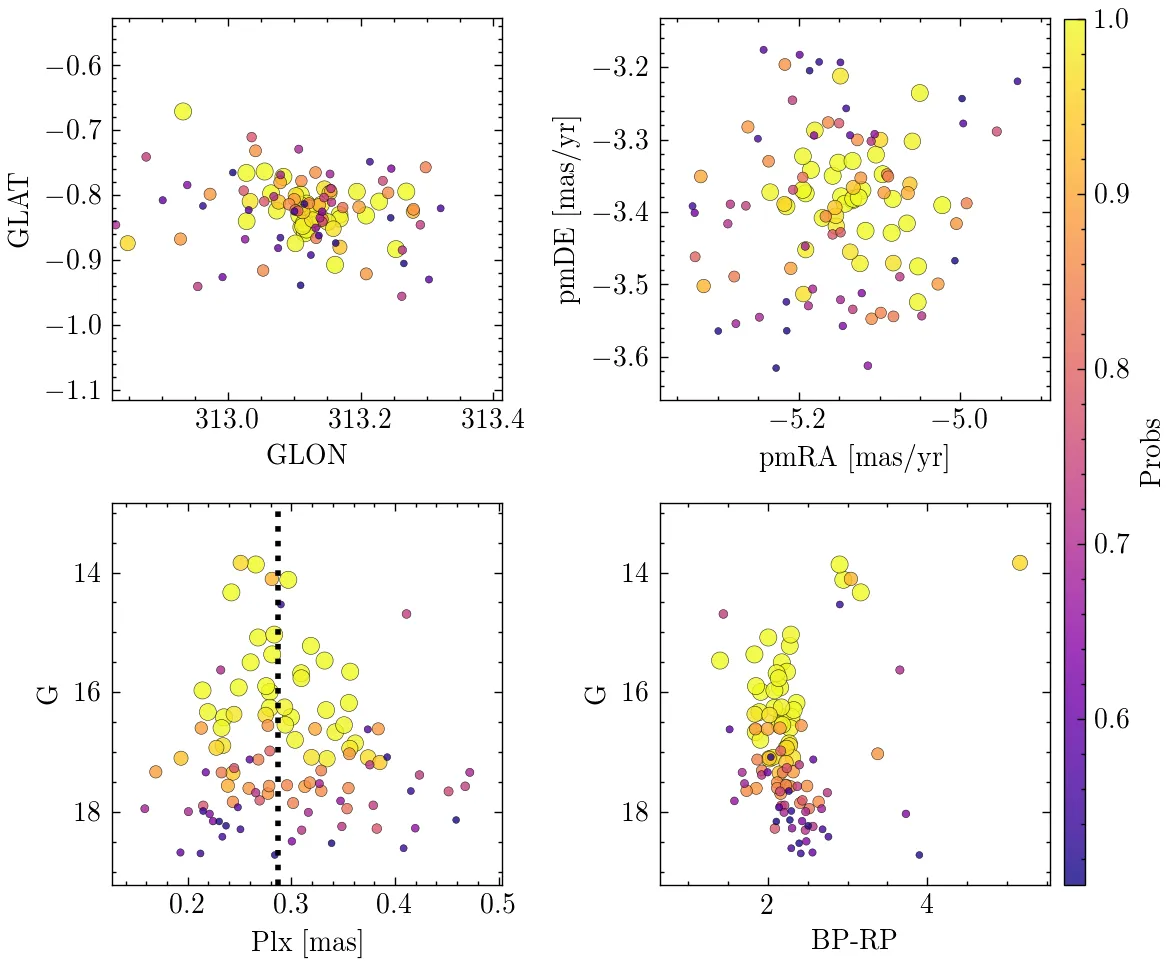 −0.6
−0.7
−0.8
−0.9
−1.0
−1.1
GLAT
313.0 313.2 313.4
GLON
−3.2
−3.3
−3.4
−3.5
−3.6
pmDE [mas/yr]
−5.2 −5.0
pmRA [mas/yr]
1.0
0.9
0.8
0.7
0.6
Probs
14
16
18
G
0.2 0.3 0.4 0.5
Plx [mas]
14
16
18
G
2 4
BP-RP